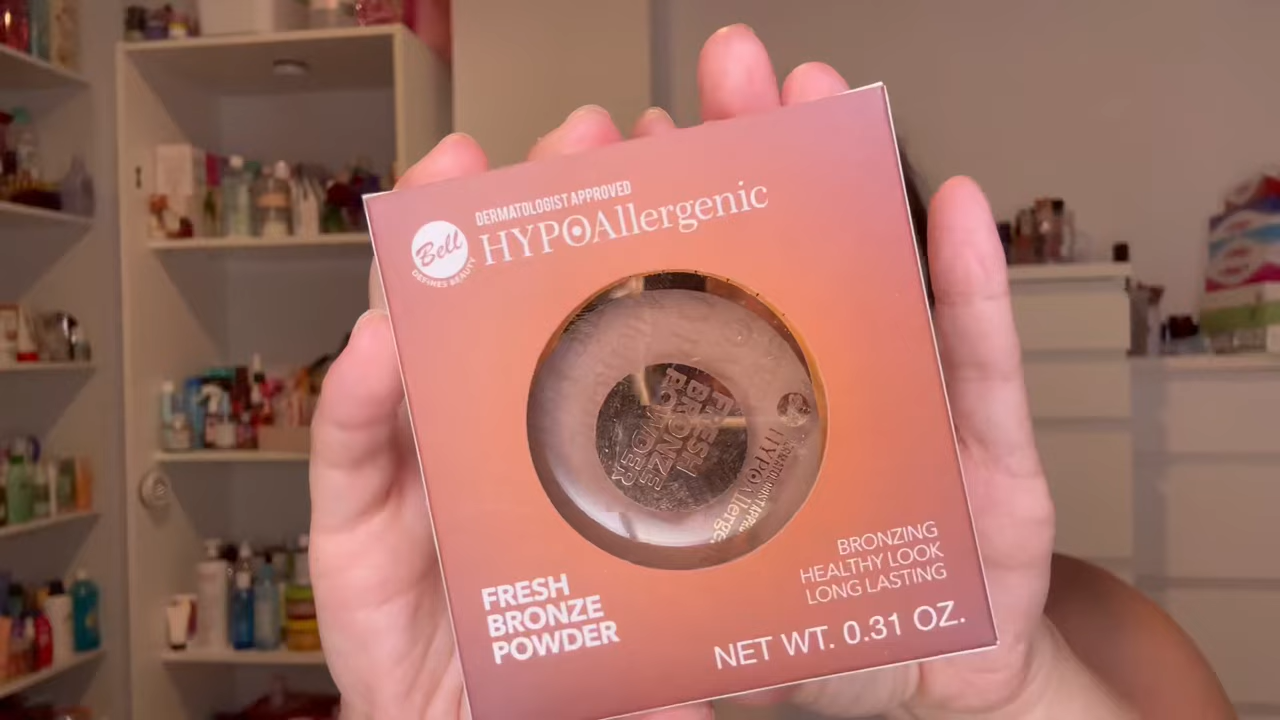 DERMATOLOGIST APPROVED
Bell
DEFINES BEAUTY
HYPOAllergenic
FRESH
BRONZE
POWDER
HYPOAllerge
FRESH
BRONZE
POWDER
BRONZING
HEALTHY LOOK
LONG LASTING
NET WT. 0.31 OZ.